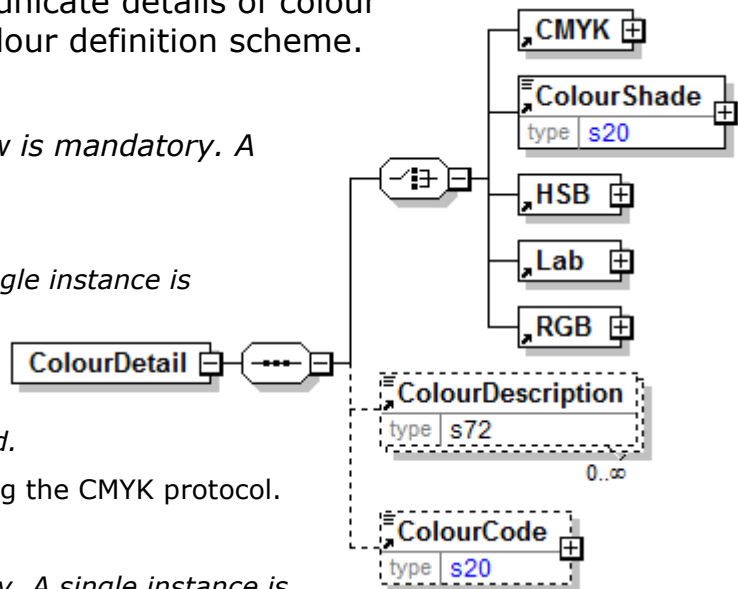 unicate details of colour
lour definition scheme.
w is mandatory. A
gle instance is
d.
g the CMYK protocol.
y. A single instance is
ColourDetail
CMYK
ColourShade
type s20
HSB
Lab
RGB
ColourDescription
type s72
0..∞
ColourCode
type s20